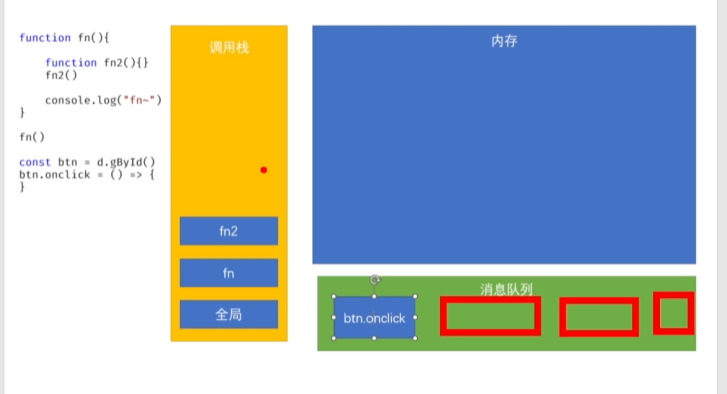 function fn(){
function fn2(){}
fn2()
console.log("fn~")
}
fn()
const btn = d.gById()
btn.onclick = () => {
}
调用栈
fn2
fn
全局
内存
消息队列
btn.onclick